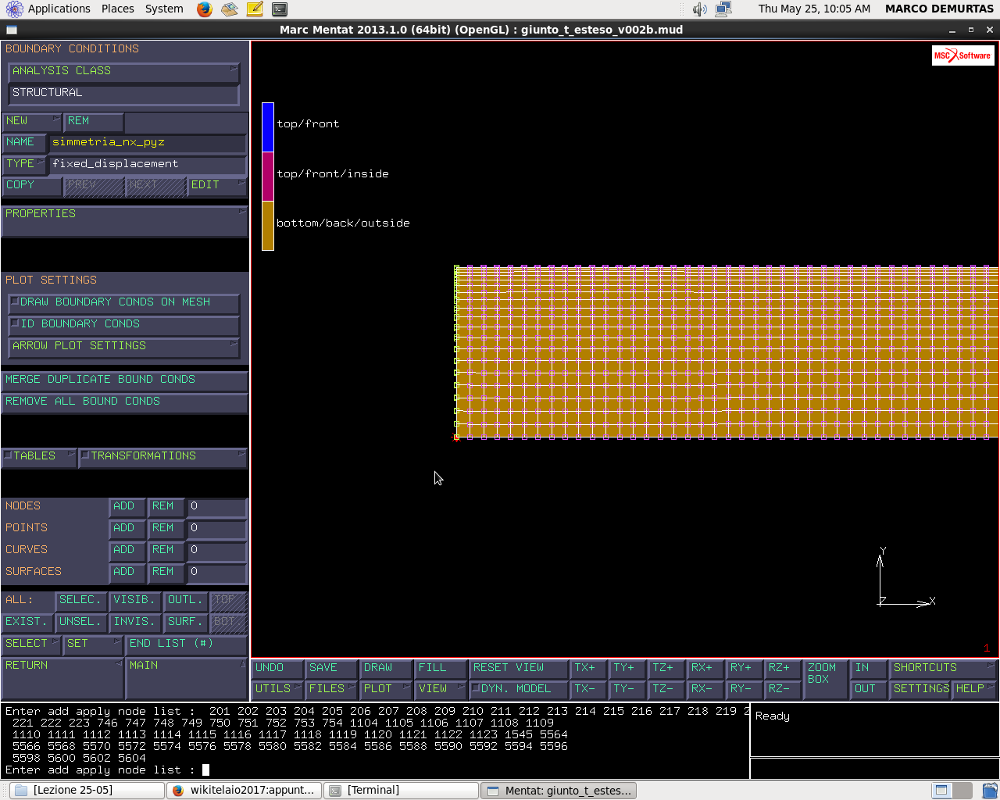 Applications Places System Thu May 25, 10:05 AM MARCO DEMURTAS
Marc Mentat 2013.1.0 (64bit) (OpenGL) : giunto_t_esteso_v002b.mud
BOUNDARY CONDITIONS
ANALYSIS CLASS
STRUCTURAL
NEW REM
NAME simmetria_nx_pyz
TYPE fixed_displacement
COPY PREV NEXT EDIT
PROPERTIES
PLOT SETTINGS
DRAW BOUNDARY CONDS ON MESH
ID BOUNDARY CONDS
ARROW PLOT SETTINGS
MERGE DUPLICATE BOUND CONDS
REMOVE ALL BOUND CONDS
TABLES TRANSFORMATIONS
NODES ADD REM 0
POINTS ADD REM 0
CURVES ADD REM 0
SURFACES ADD REM 0
ALL: SELEC. VISIB. OUTL. TOP
EXIST. UNSEL. INVIS. SURF. BOT.
SELECT SET END LIST (#)
RETURN MAIN
MSC Software
top/front
top/front/inside
bottom/back/outside
Y
Z X
1
UNDO SAVE DRAW FILL RESET VIEW TX+ TY+ TZ+ RX+ RY+ RZ+ ZOOM BOX IN SHORTCUTS
UTILS FILES PLOT VIEW DYN. MODEL TX- TY- TZ- RX- RY- RZ- OUT SETTINGS HELP
Enter add apply node list : 201 202 203 204 205 206 207 208 209 210 211 212 213 214 215 216 217 218 219 2
221 222 223 746 747 748 749 750 751 752 753 754 1104 1105 1106 1107 1108 1109
1110 1111 1112 1113 1114 1115 1116 1117 1118 1119 1120 1121 1122 1123 1545 5564
5566 5568 5570 5572 5574 5576 5578 5580 5582 5584 5586 5588 5590 5592 5594 5596
5598 5600 5602 5604
Enter add apply node list :
Ready
[Lezione 25-05] wikitelaio2017:appunt... [Terminal] Mentat: giunto_t_estes...